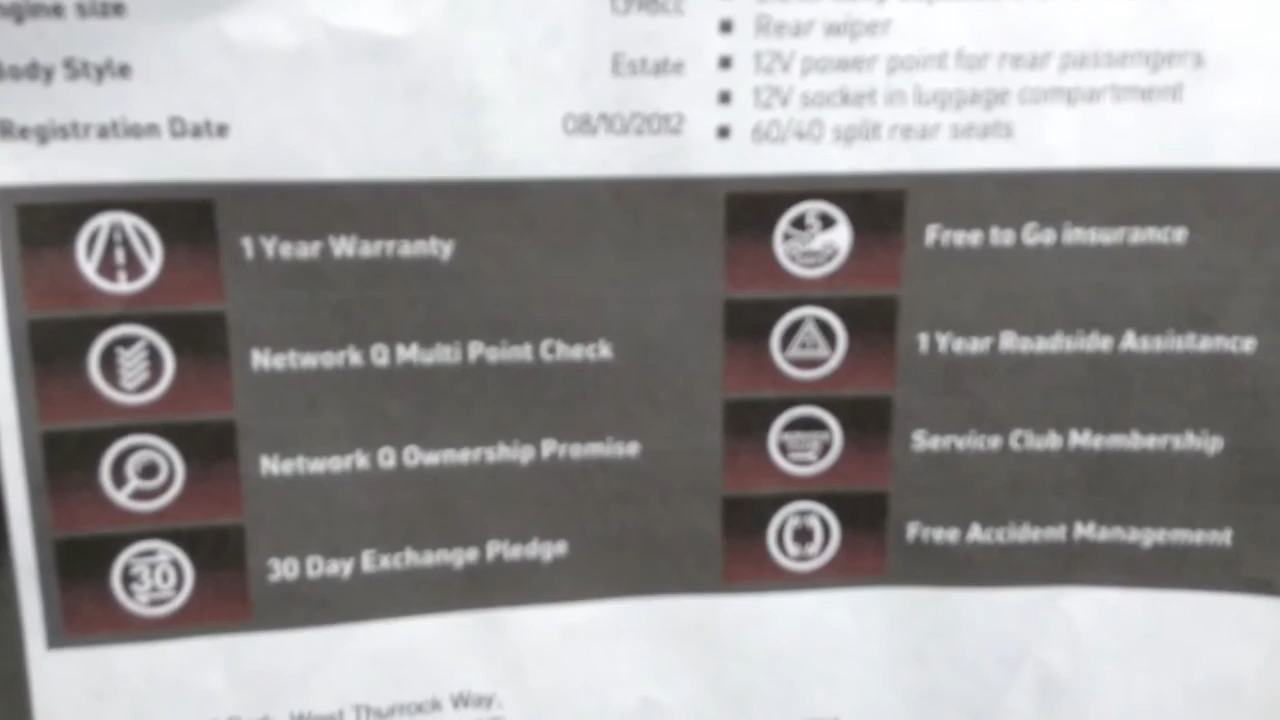 ngine size
Body Style Estate
Registration Date 08/10/2012
Rear wiper
12V power point for rear passengers
12V socket in luggage compartment
60/40 split rear seats
1 Year Warranty
Network Q Multi Point Check
Network Q Ownership Promise
30
30 Day Exchange Pledge
5
Free to Go insurance
1 Year Roadside Assistance
Service Club Membership
Free Accident Management
West Thurrock Way,